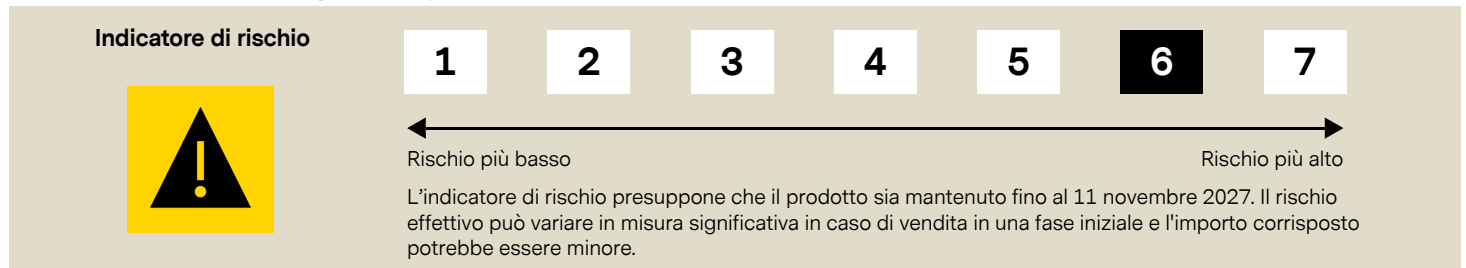 Indicatore di rischio
1 2 3 4 5 6 7
Rischio più basso Rischio più alto
L'indicatore di rischio presuppone che il prodotto sia mantenuto fino al 11 novembre 2027. Il rischio
effettivo può variare in misura significativa in caso di vendita in una fase iniziale e l'importo corrisposto
potrebbe essere minore.